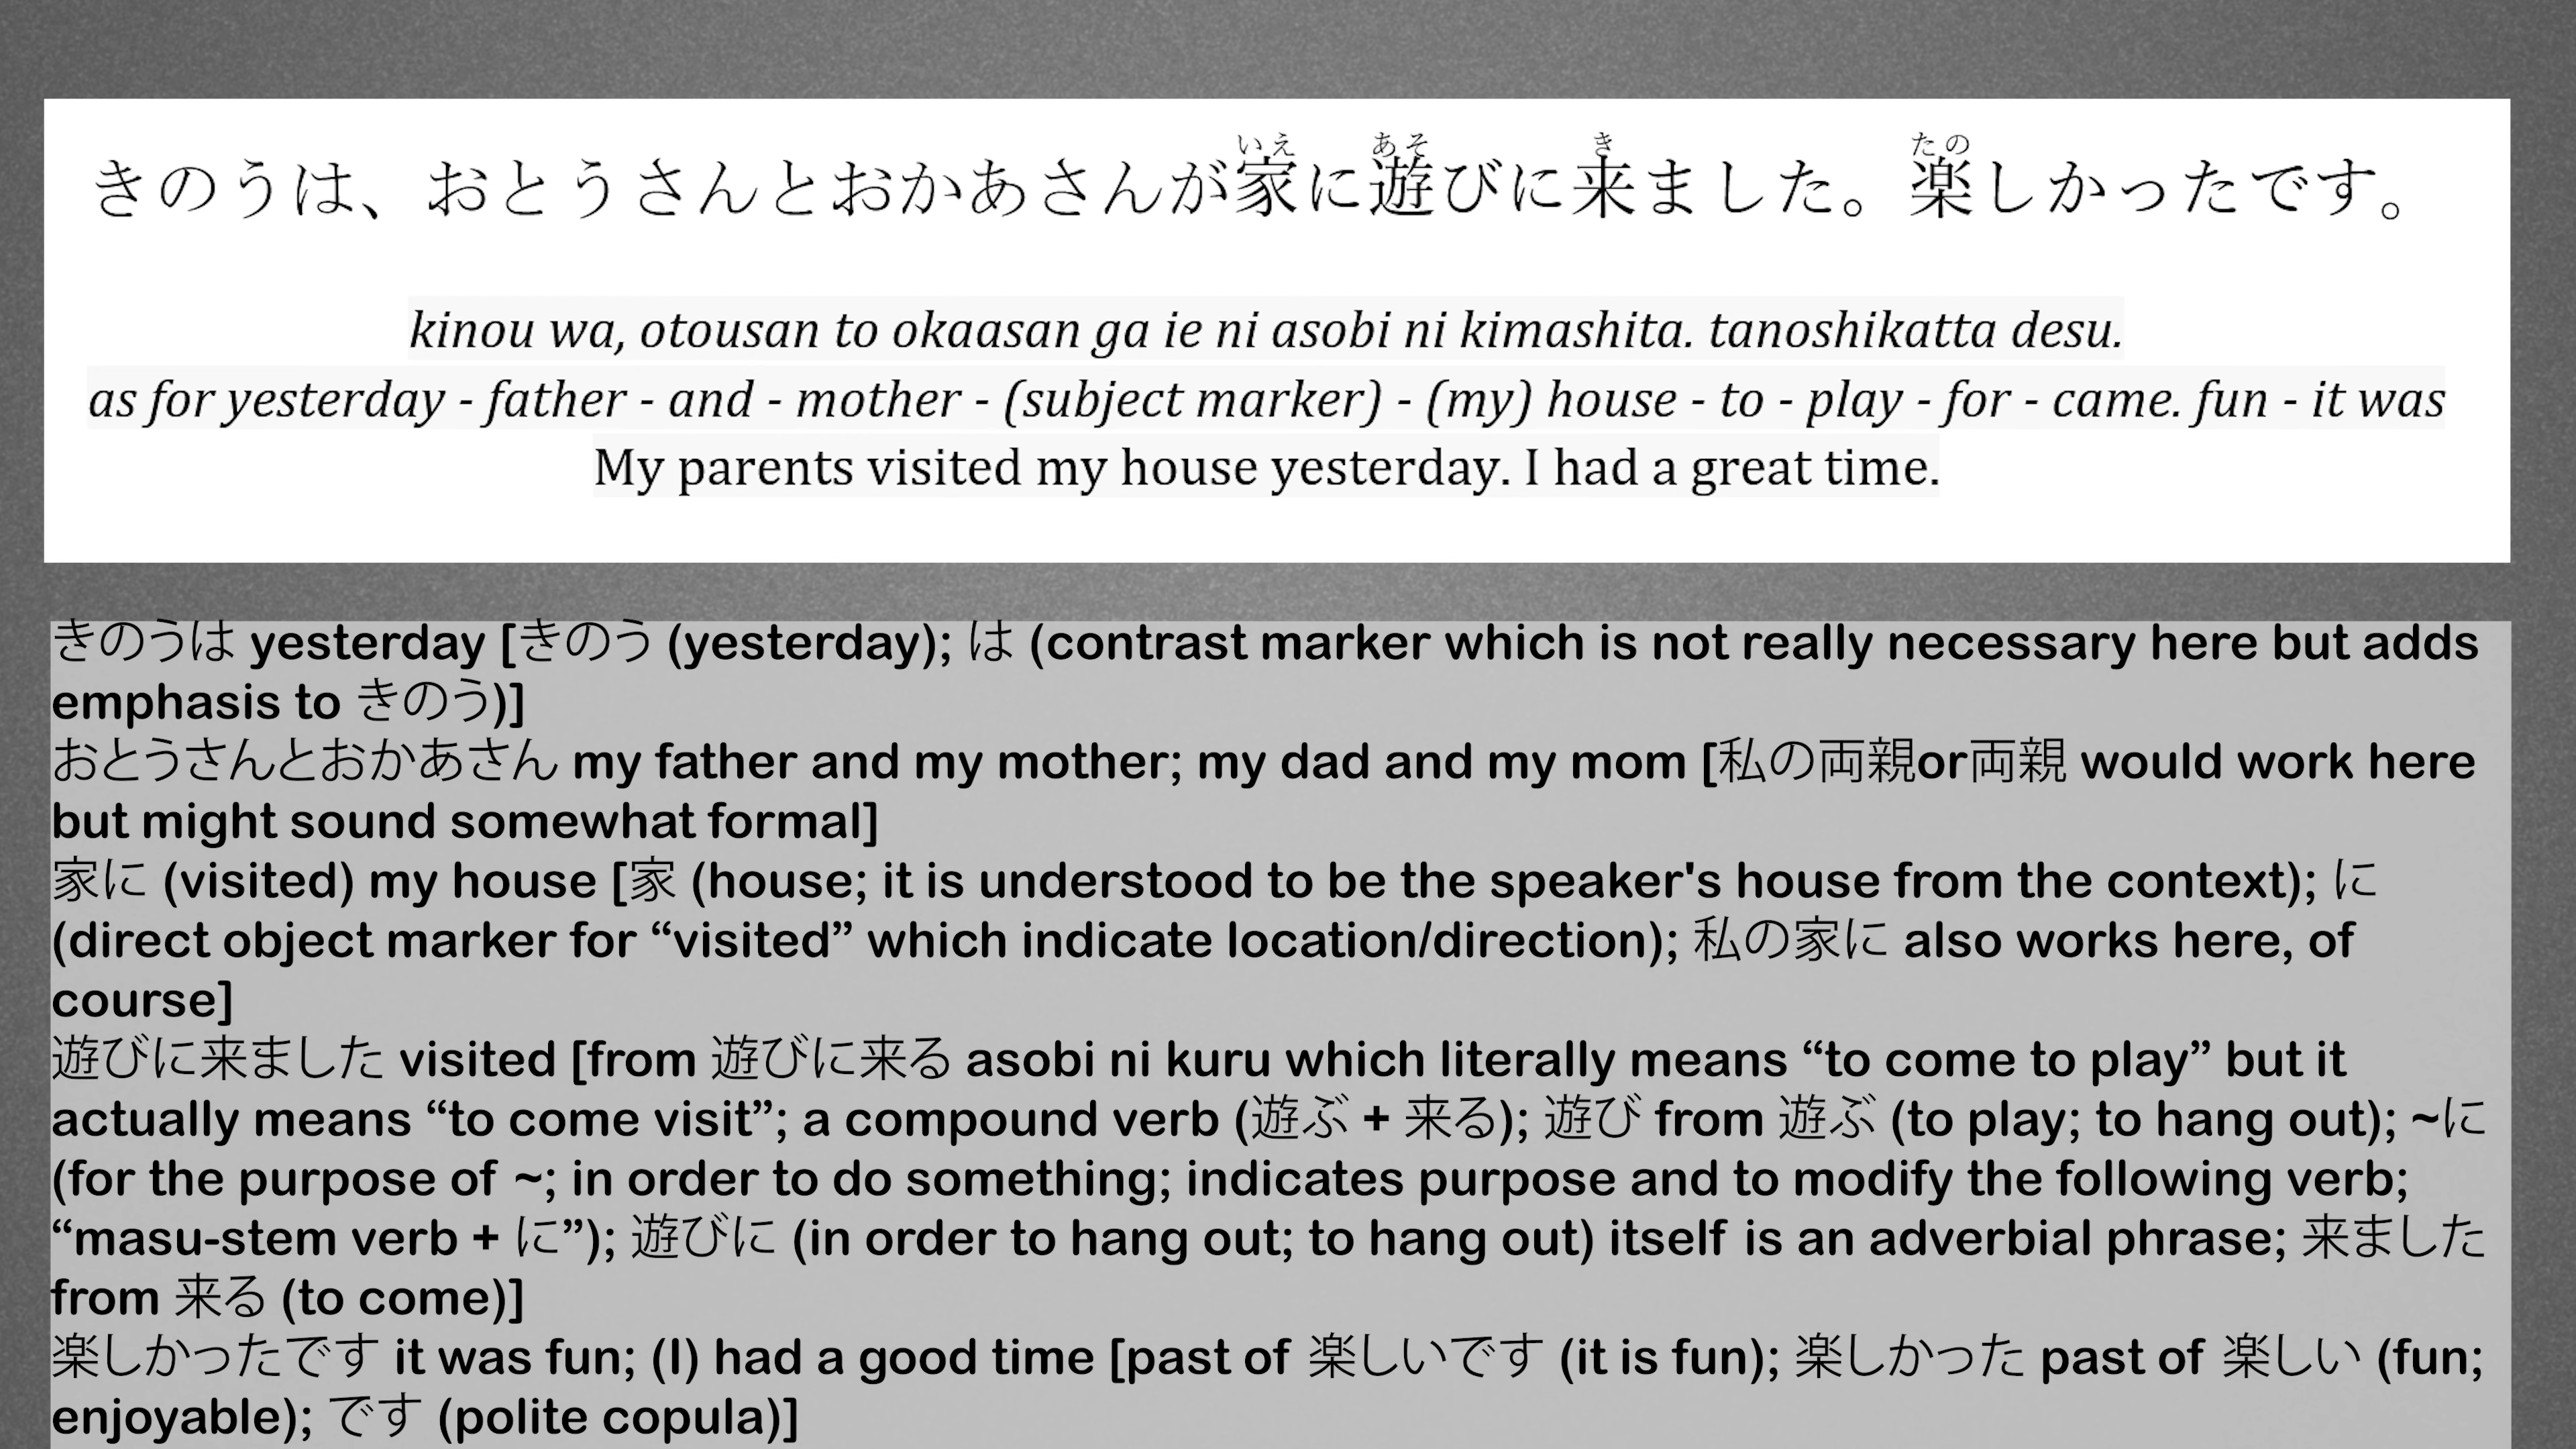 いえ あそ き たの
きのうは、おとうさんとおかあさんが家に遊びに来ました。楽しかったです。
kinou wa, otousan to okaasan ga ie ni asobi ni kimashita. tanoshikatta desu.
as for yesterday - father - and - mother - (subject marker) - (my) house - to - play - for - came. fun - it was
My parents visited my house yesterday. I had a great time.
きのうは yesterday [きのう (yesterday); は (contrast marker which is not really necessary here but adds
emphasis to きのう)]
おとうさんとおかあさん my father and my mother; my dad and my mom [私の両親or両親 would work here
but might sound somewhat formal]
家に (visited) my house [家 (house; it is understood to be the speaker's house from the context); に
(direct object marker for “visited” which indicate location/direction); 私の家に also works here, of
course]
遊びに来ました visited [from 遊びに来る asobi ni kuru which literally means “to come to play” but it
actually means “to come visit”; a compound verb (遊ぶ + 来る); 遊び from 遊ぶ (to play; to hang out); ~に
(for the purpose of ~; in order to do something; indicates purpose and to modify the following verb;
“masu-stem verb + に”); 遊びに (in order to hang out; to hang out) itself is an adverbial phrase; 来ました
from 来る (to come)]
楽しかったです it was fun; (I) had a good time [past of 楽しいです (it is fun); 楽しかった past of 楽しい (fun;
enjoyable); です (polite copula)]